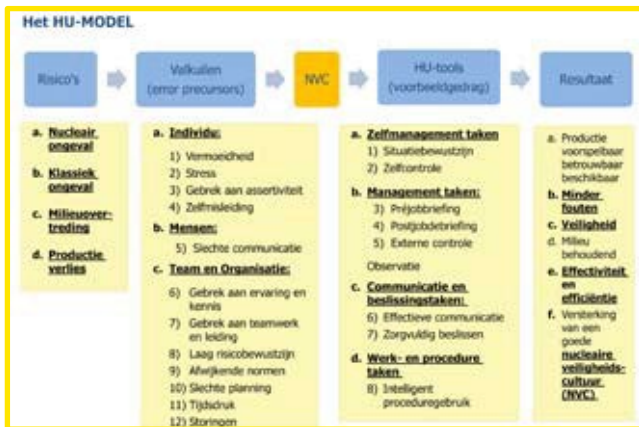 Het HU-MODEL
Risico's
Valkuilen
(error precursors)
NVC
HU-tools
(voorbeeldgedrag)
Resultaat
a. Nucleair
ongeval
b. Klassiek
ongeval
c. Milieuover-
treding
d. Productie
verlies
a. Individu:
1) Vermoeidheid
2) Stress
3) Gebrek aan assertiviteit
4) Zelfmisleiding
b. Mensen:
5) Slechte communicatie
c. Team en Organisatie:
6) Gebrek aan ervaring en
kennis
7) Gebrek aan teamwerk
en leiding
8) Laag risicobewustzijn
9) Afwijkende normen
10) Slechte planning
11) Tijdsdruk
12) Storingen
a. Zelfmanagement taken
1) Situatiebewustzijn
2) Zelfcontrole
b. Management taken:
3) Préjobbriefing
4) Postjobdebriefing
5) Externe controle
Observatie
c. Communicatie en
beslissingstaken:
6) Effectieve communicatie
7) Zorgvuldig beslissen
d. Werk- en procedure
taken
8) Intelligent
proceduregebruik
a. Productie
voorspelbaar
betrouwbaar
beschikbaar
b. Minder
fouten
c. Veiligheid
d. Milieu
behoudend
e. Effectiviteit
en
efficiëntie
f. Versterking
van een
goede
nucleaire
veiligheids-
cultuur
(NVC)